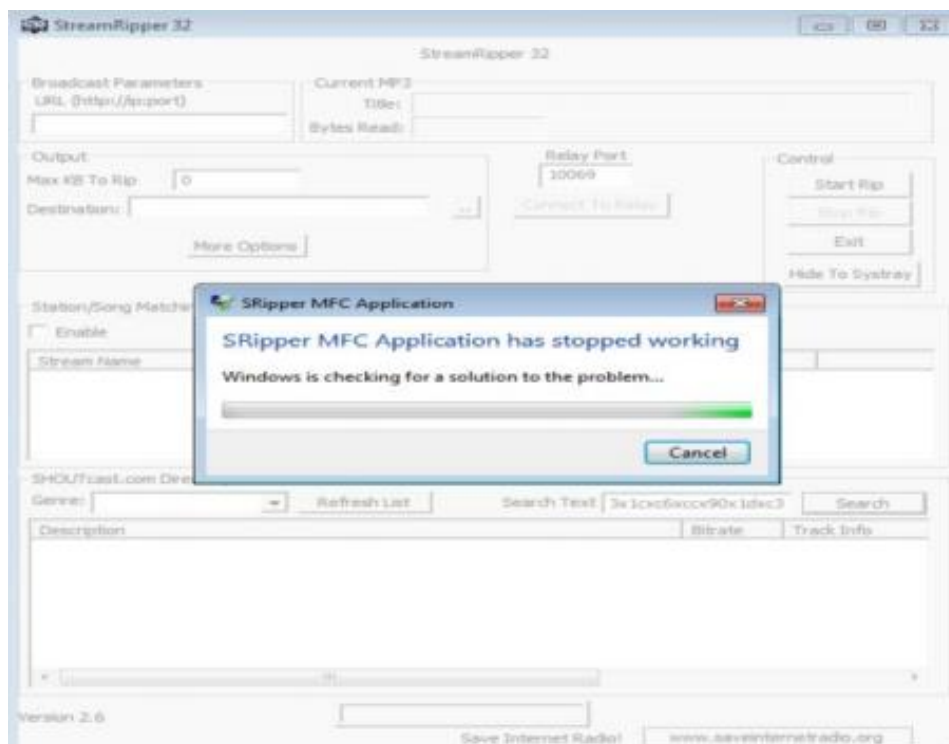 StreamRipper 32
StreamRipper 32
Broadcast Parameters
URL (http://ip:port)
Current MP3
Title:
Bytes Read:
Output
Max KB To Rip
0
Destination:
..
More Options
Relay Port
10069
Connect To Relay
Control
Start Rip
Stop Rip
Exit
Hide To Systray
Station/Song
Enable
Stream Name
SRipper MFC Application
SRipper MFC Application has stopped working
Windows is checking for a solution to the problem...
Cancel
SHOUTcast.com
Genre:
Refresh List
Search Text
Search
Description
Bitrate
Track Info
Version 2.6
Save Internet Radio!
www.saveinternetradio.org